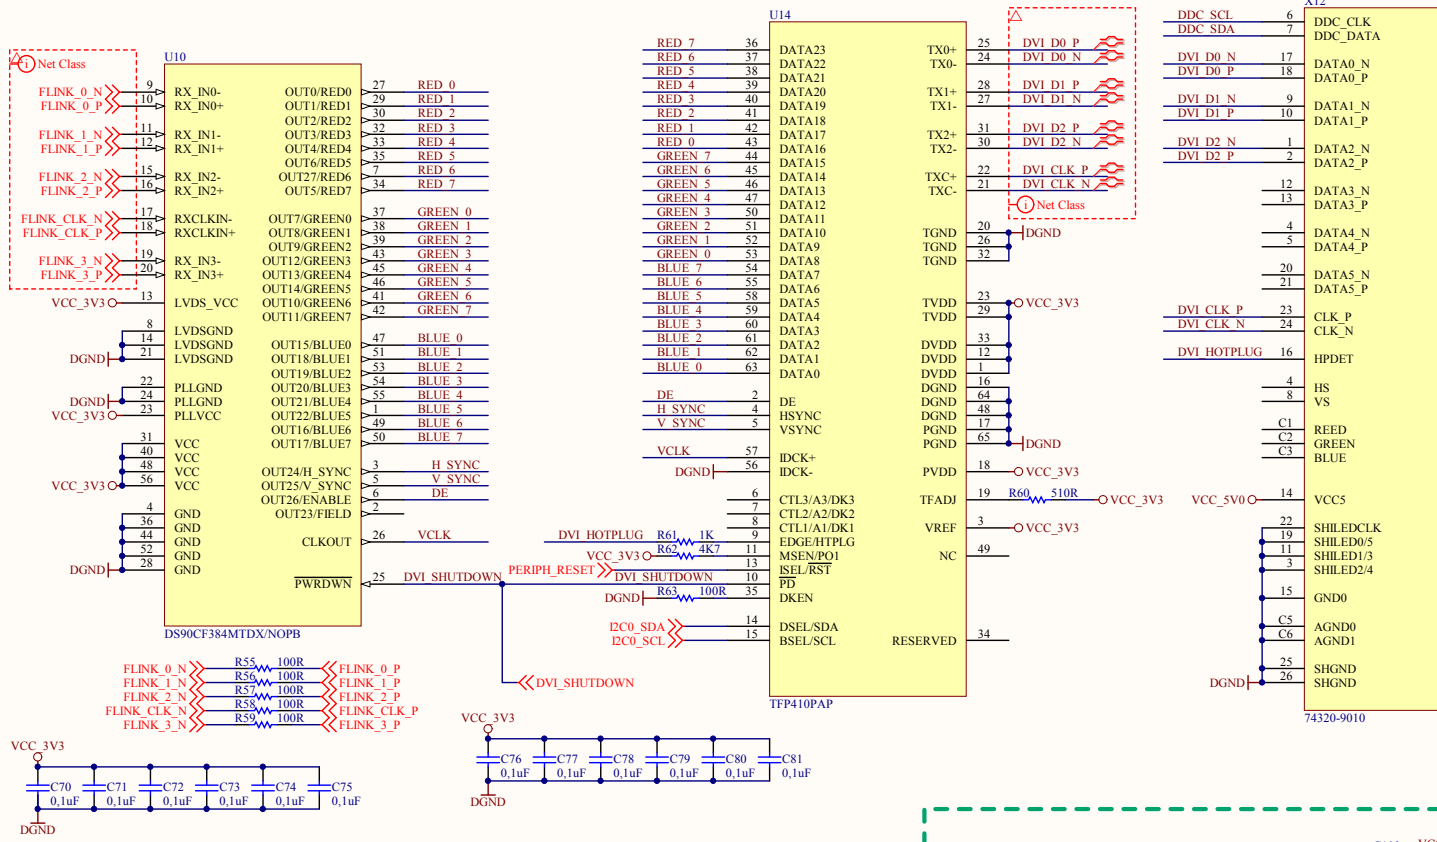 U10
Net Class
FLINK_0_N 9 RX_IN0-
FLINK_0_P 10 RX_IN0+
FLINK_1_N 11 RX_IN1-
FLINK_1_P 12 RX_IN1+
FLINK_2_N 15 RX_IN2-
FLINK_2_P 16 RX_IN2+
FLINK_CLK_N 17 RXCLKIN-
FLINK_CLK_P 18 RXCLKIN+
FLINK_3_N 19 RX_IN3-
FLINK_3_P 20 RX_IN3+
VCC_3V3 13 LVDS_VCC
8 LVDSGND
14 LVDSGND
DGND 21 LVDSGND
22 PLLGND
DGND 24 PLLGND
VCC_3V3 23 PLLVCC
31 VCC
40 VCC
48 VCC
VCC_3V3 56 VCC
4 GND
36 GND
44 GND
52 GND
DGND 28 GND
OUT0/RED0 27 RED_0
OUT1/RED1 29 RED_1
OUT2/RED2 30 RED_2
OUT3/RED3 32 RED_3
OUT4/RED4 33 RED_4
OUT6/RED5 35 RED_5
OUT27/RED6 7 RED_6
OUT5/RED7 34 RED_7
OUT7/GREEN0 37 GREEN_0
OUT8/GREEN1 38 GREEN_1
OUT9/GREEN2 39 GREEN_2
OUT12/GREEN3 43 GREEN_3
OUT13/GREEN4 45 GREEN_4
OUT14/GREEN5 46 GREEN_5
OUT10/GREEN6 41 GREEN_6
OUT11/GREEN7 42 GREEN_7
OUT15/BLUE0 47 BLUE_0
OUT18/BLUE1 51 BLUE_1
OUT19/BLUE2 53 BLUE_2
OUT20/BLUE3 54 BLUE_3
OUT21/BLUE4 55 BLUE_4
OUT22/BLUE5 1 BLUE_5
OUT16/BLUE6 49 BLUE_6
OUT17/BLUE7 50 BLUE_7
OUT24/H_SYNC 3 H_SYNC
OUT25/V_SYNC 5 V_SYNC
OUT26/ENABLE 6 DE
OUT23/FIELD 2
CLKOUT 26 VCLK
PWRDWN 25 DVI_SHUTDOWN
DS90CF384MTDX/NOPB
FLINK_0_N R55 100R FLINK_0_P
FLINK_1_N R56 100R FLINK_1_P
FLINK_2_N R57 100R FLINK_2_P
FLINK_CLK_N R58 100R FLINK_CLK_P
FLINK_3_N R59 100R FLINK_3_P
DVI_SHUTDOWN
VCC_3V3
C70 C71 C72 C73 C74 C75
0,1uF 0,1uF 0,1uF 0,1uF 0,1uF 0,1uF
DGND
VCC_3V3
C76 C77 C78 C79 C80 C81
0,1uF 0,1uF 0,1uF 0,1uF 0,1uF 0,1uF
DGND
U14
RED_7 36 DATA23
RED_6 37 DATA22
RED_5 38 DATA21
RED_4 39 DATA20
RED_3 40 DATA19
RED_2 41 DATA18
RED_1 42 DATA17
RED_0 43 DATA16
GREEN_7 44 DATA15
GREEN_6 45 DATA14
GREEN_5 46 DATA13
GREEN_4 47 DATA12
GREEN_3 50 DATA11
GREEN_2 51 DATA10
GREEN_1 52 DATA9
GREEN_0 53 DATA8
BLUE_7 54 DATA7
BLUE_6 55 DATA6
BLUE_5 58 DATA5
BLUE_4 59 DATA4
BLUE_3 60 DATA3
BLUE_2 61 DATA2
BLUE_1 62 DATA1
BLUE_0 63 DATA0
DE 2 DE
H_SYNC 4 HSYNC
V_SYNC 5 VSYNC
VCLK 57 IDCK+
DGND 56 IDCK-
6 CTL3/A3/DK3
7 CTL2/A2/DK2
8 CTL1/A1/DK1
DVI_HOTPLUG R61 1K 9 EDGE/HTPLG
VCC_3V3 R62 4K7 11 MSEN/PO1
PERIPH_RESET 13 ISEL/RST
DVI_SHUTDOWN 10 PD
DGND R63 100R 35 DKEN
I2C0_SDA 14 DSEL/SDA
I2C0_SCL 15 BSEL/SCL
TX0+ 25 DVI_D0_P
TX0- 24 DVI_D0_N
TX1+ 28 DVI_D1_P
TX1- 27 DVI_D1_N
TX2+ 31 DVI_D2_P
TX2- 30 DVI_D2_N
TXC+ 22 DVI_CLK_P
TXC- 21 DVI_CLK_N
Net Class
TGND 20 DGND
TGND 26
TGND 32
TVDD 23 VCC_3V3
TVDD 29
DVDD 33
DVDD 12
DVDD 1
DGND 16
DGND 64
DGND 48
PGND 17
PGND 65 DGND
PVDD 18 VCC_3V3
TFADJ 19 R60 510R VCC_3V3
VREF 3 VCC_3V3
NC 49
RESERVED 34
TFP410PAP
X12
DDC_SCL 6 DDC_CLK
DDC_SDA 7 DDC_DATA
DVI_D0_N 17 DATA0_N
DVI_D0_P 18 DATA0_P
DVI_D1_N 9 DATA1_N
DVI_D1_P 10 DATA1_P
DVI_D2_N 1 DATA2_N
DVI_D2_P 2 DATA2_P
12 DATA3_N
13 DATA3_P
4 DATA4_N
5 DATA4_P
20 DATA5_N
21 DATA5_P
DVI_CLK_P 23 CLK_P
DVI_CLK_N 24 CLK_N
DVI_HOTPLUG 16 HPDET
4 HS
8 VS
C1 REED
C2 GREEN
C3 BLUE
VCC_5V0 14 VCC5
22 SHILEDCLK
19 SHILED0/5
11 SHILED1/3
3 SHILED2/4
15 GND0
C5 AGND0
C6 AGND1
25 SHGND
DGND 26 SHGND
74320-9010